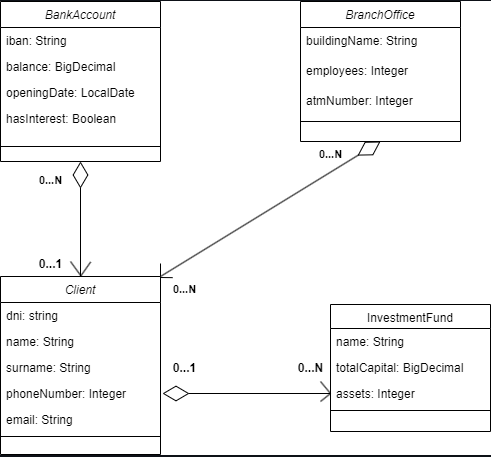 BankAccount
iban: String
balance: BigDecimal
openingDate: LocalDate
hasInterest: Boolean
BranchOffice
buildingName: String
employees: Integer
atmNumber: Integer
0...N
0...N
0...1
0...N
Client
dni: string
name: String
surname: String
phoneNumber: Integer
email: String
0...1
0...N
InvestmentFund
name: String
totalCapital: BigDecimal
assets: Integer